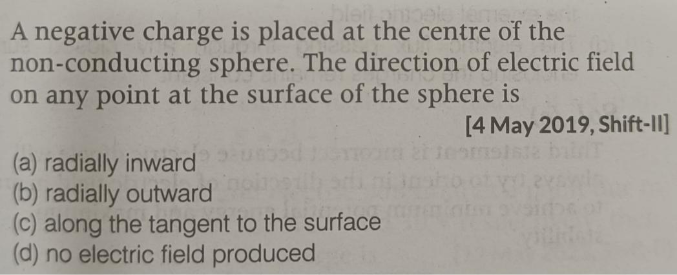 A negative charge is placed at the centre of the
non-conducting sphere. The direction of electric field
on any point at the surface of the sphere is
[4 May 2019, Shift-II]
(a) radially inward
(b) radially outward
(c) along the tangent to the surface
(d) no electric field produced